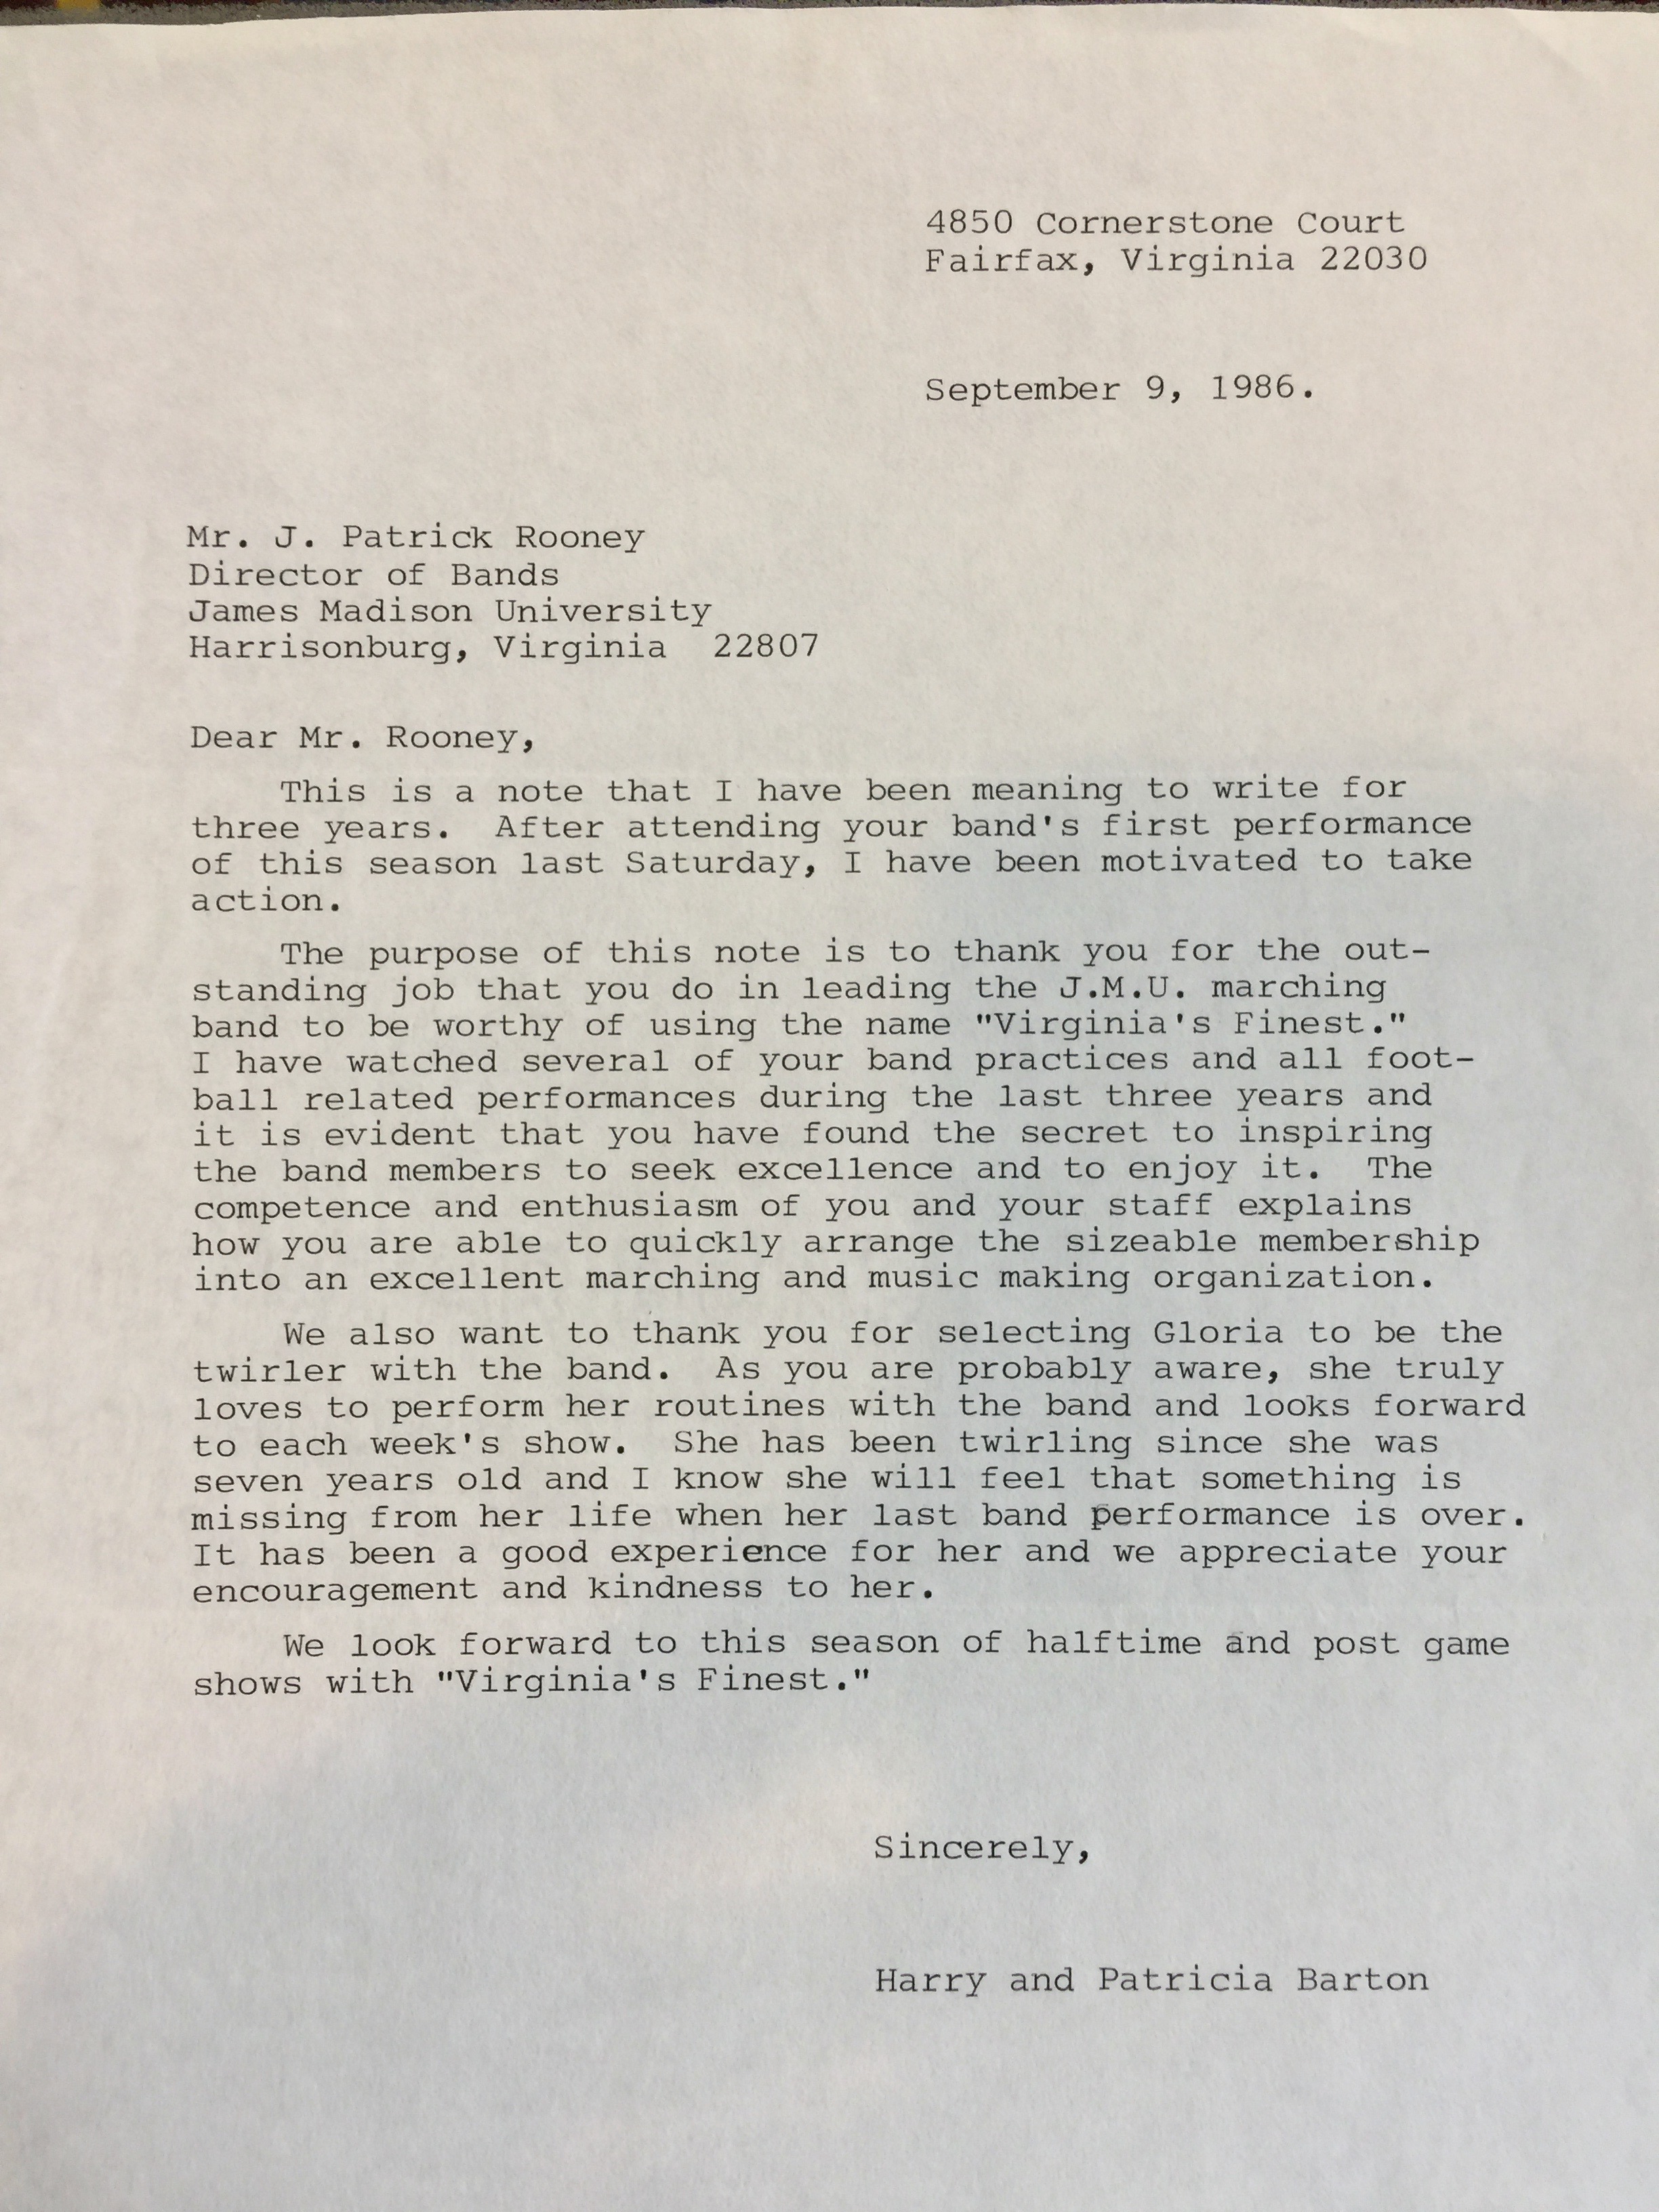 4850 Cornerstone Court
Fairfax, Virginia 22030
September 9, 1986.
Mr. J. Patrick Rooney
Director of Bands
James Madison University
Harrisonburg, Virginia  22807
Dear Mr. Rooney,
This is a note that I have been meaning to write for
three years.  After attending your band's first performance
of this season last Saturday, I have been motivated to take
action.
The purpose of this note is to thank you for the out-
standing job that you do in leading the J.M.U. marching
band to be worthy of using the name "Virginia's Finest."
I have watched several of your band practices and all foot-
ball related performances during the last three years and
it is evident that you have found the secret to inspiring
the band members to seek excellence and to enjoy it.  The
competence and enthusiasm of you and your staff explains
how you are able to quickly arrange the sizeable membership
into an excellent marching and music making organization.
We also want to thank you for selecting Gloria to be the
twirler with the band.  As you are probably aware, she truly
loves to perform her routines with the band and looks forward
to each week's show.  She has been twirling since she was
seven years old and I know she will feel that something is
missing from her life when her last band performance is over.
It has been a good experience for her and we appreciate your
encouragement and kindness to her.
We look forward to this season of halftime and post game
shows with "Virginia's Finest."
Sincerely,
Harry and Patricia Barton